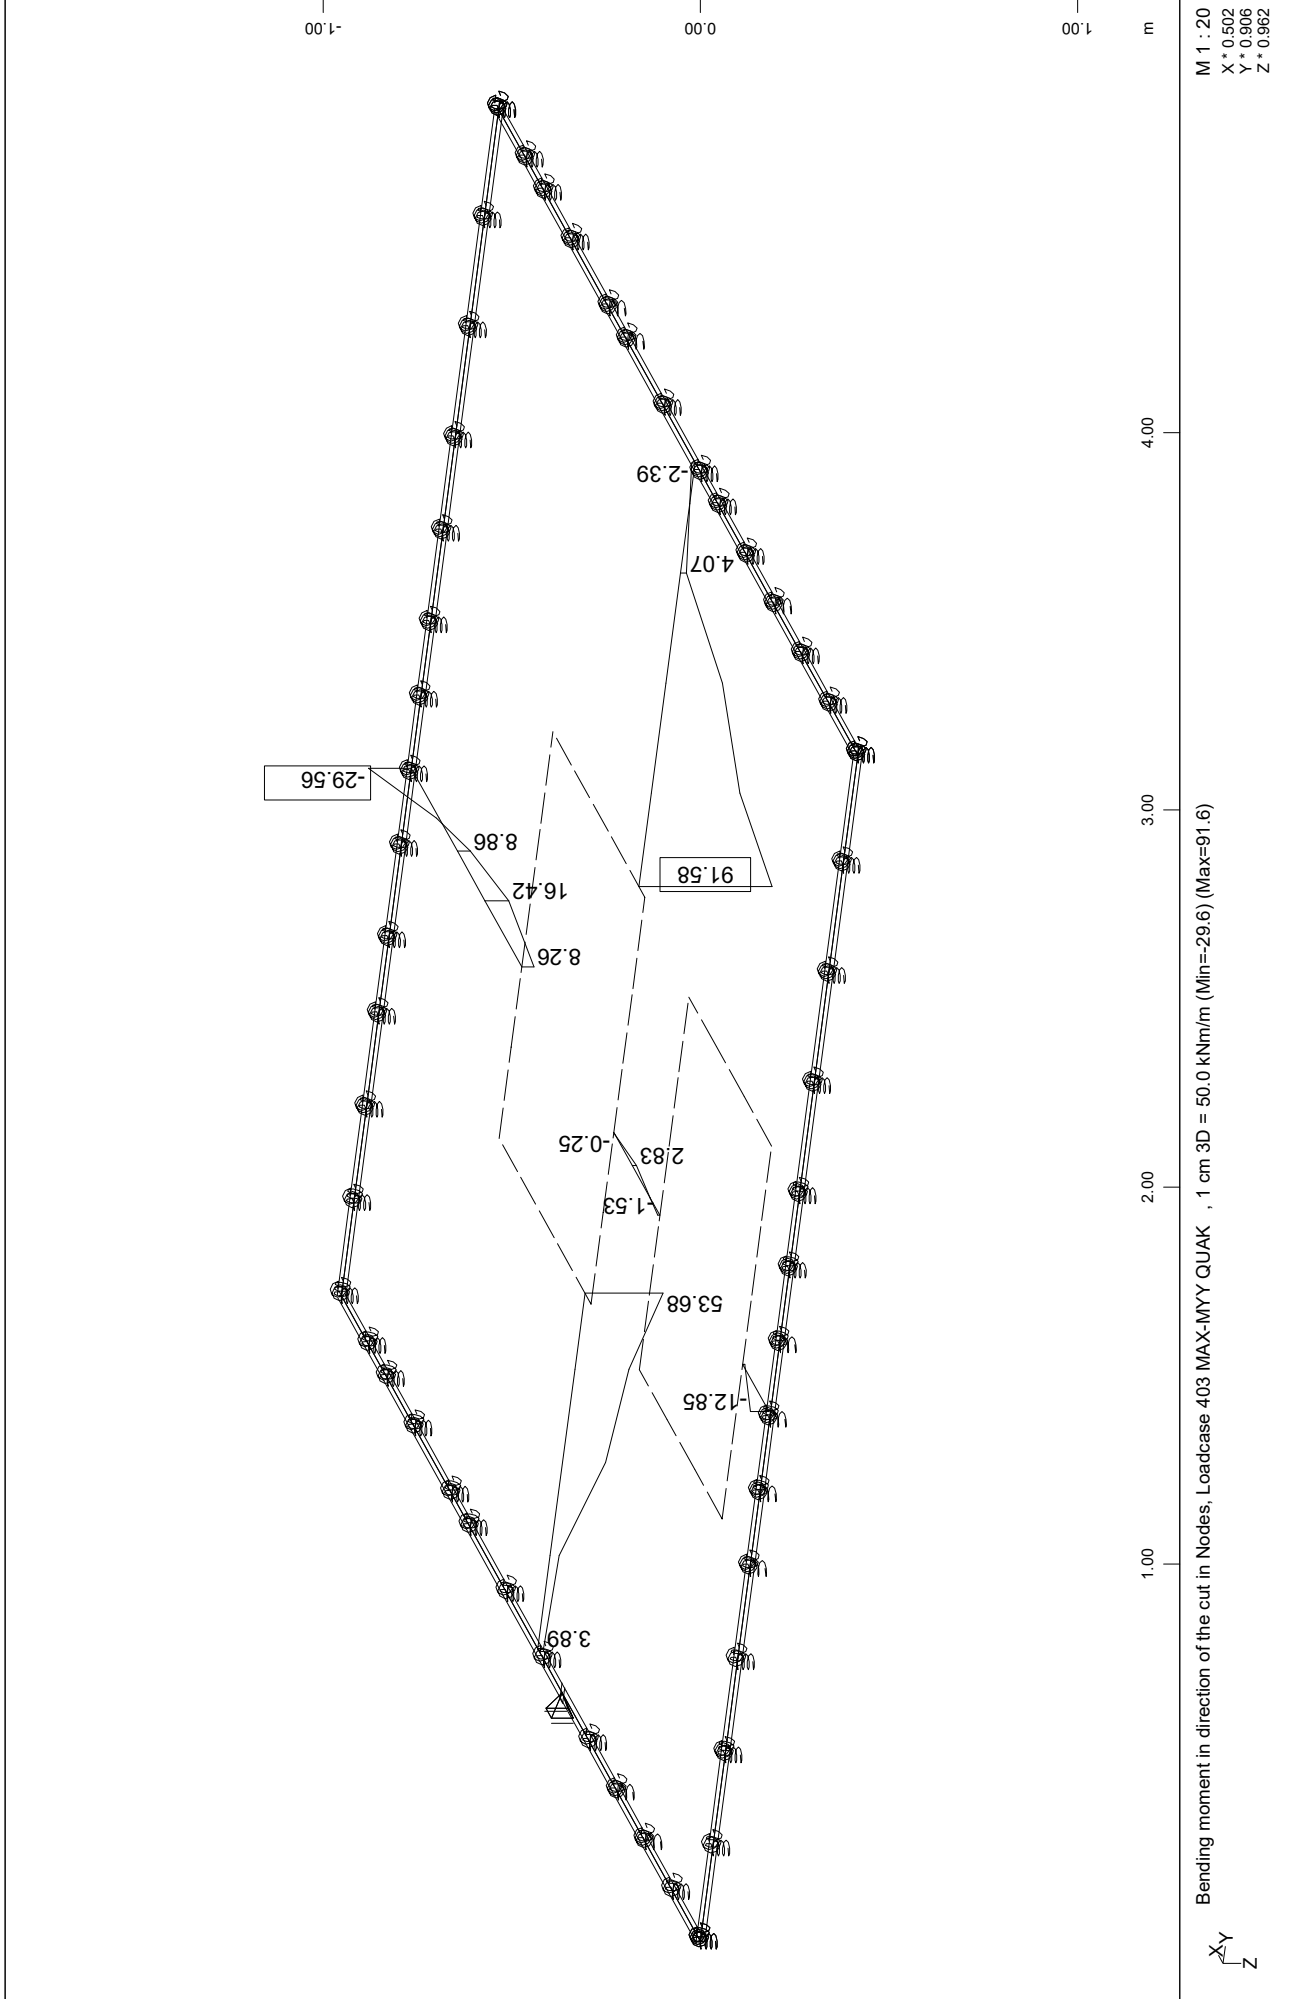 -1.00
0.00
1.00
m
M 1 : 20
X * 0.502
Y * 0.906
Z * 0.962
-2.39
4.07
-29.56
8.86
16.42
8.26
91.58
-0.25
2.83
-1.53
53.68
-12.85
3.89
4.00
3.00
2.00
1.00
Bending moment in direction of the cut in Nodes, Loadcase 403 MAX-MYY QUAK , 1 cm 3D = 50.0 kNm/m (Min=-29.6) (Max=91.6)
X
Y
Z